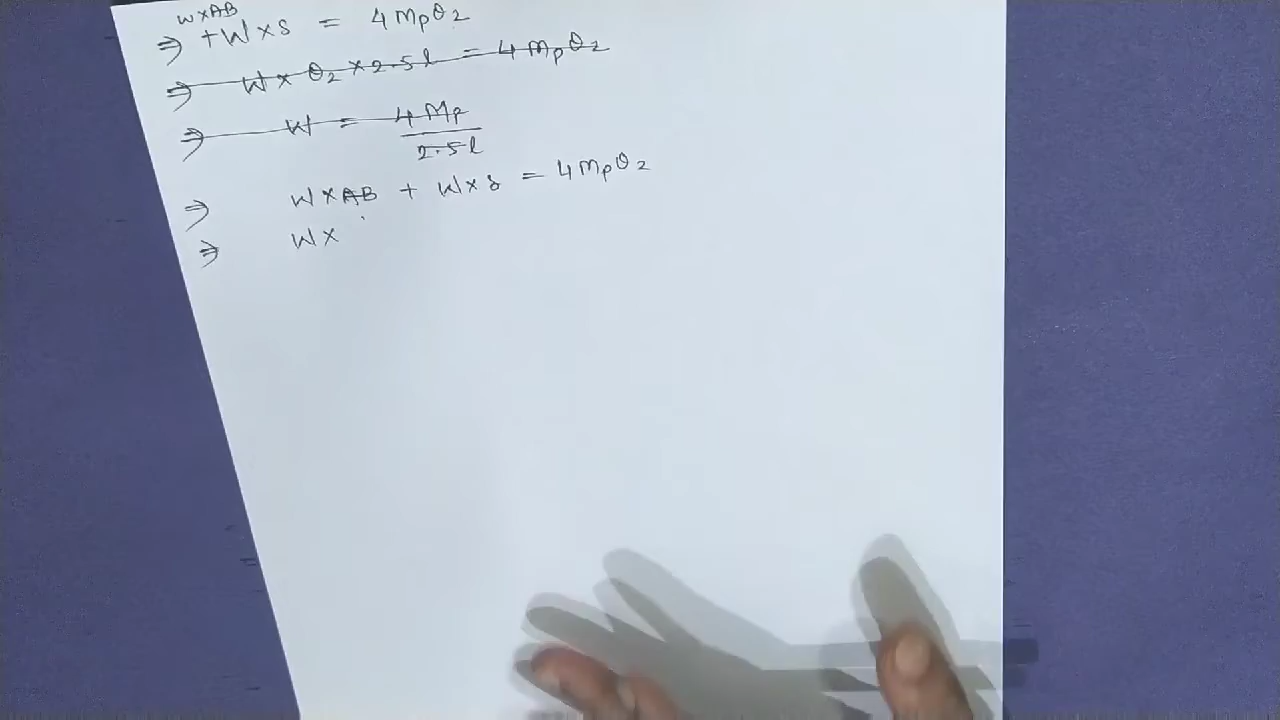 W×AB
⇒ +W×δ = 4Mpθ2
⇒ W×θ2×2.5l = 4Mpθ2
⇒ W = 4Mp
2.5l
⇒ W×AB + W×δ = 4Mpθ2
⇒ W×